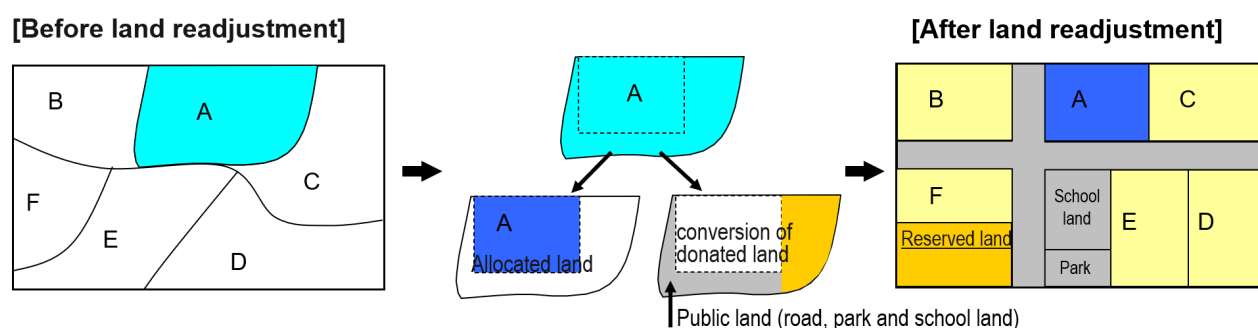 [Before land readjustment]
B
A
C
F
E
D
A
A
Allocated land
conversion of
donated land
Public land (road, park and school land)
[After land readjustment]
B
A
C
F
Reserved land
School
land
Park
E
D